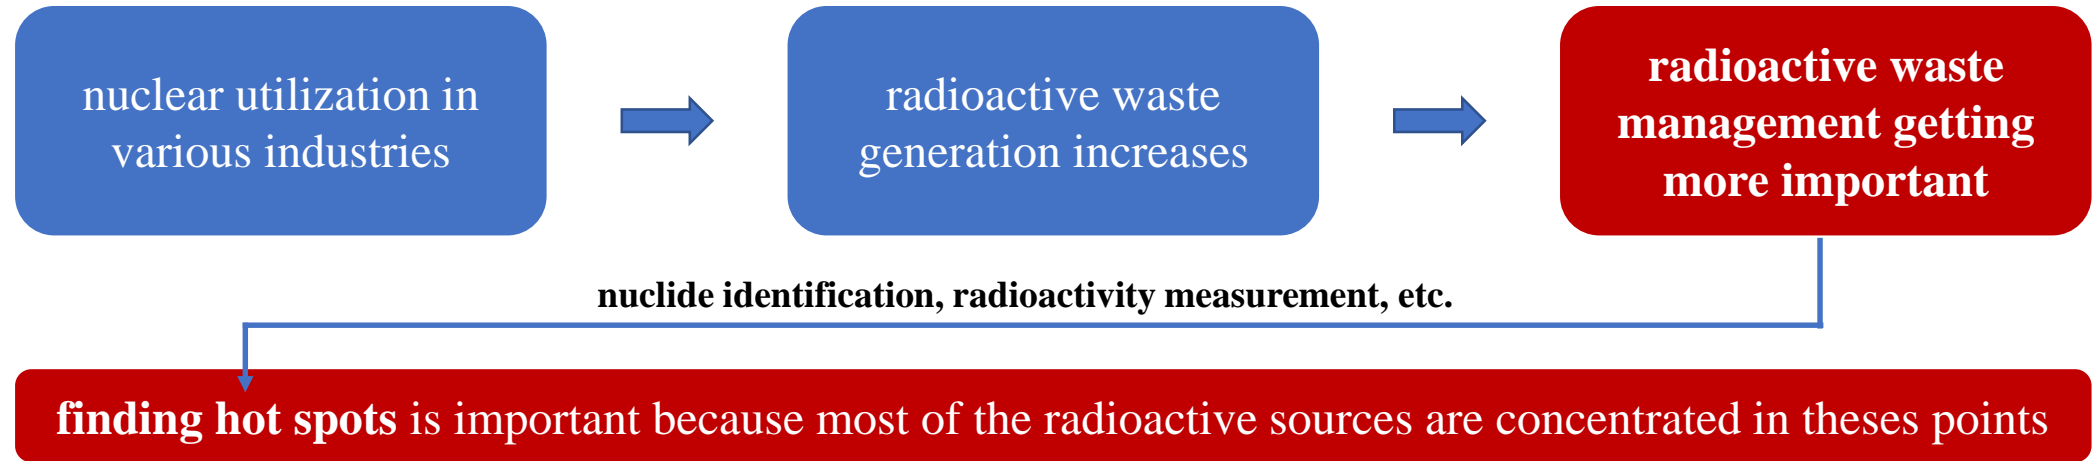 nuclear utilization in
various industries
radioactive waste
generation increases
radioactive waste
management getting
more important
nuclide identification, radioactivity measurement, etc.
finding hot spots is important because most of the radioactive sources are concentrated in theses points